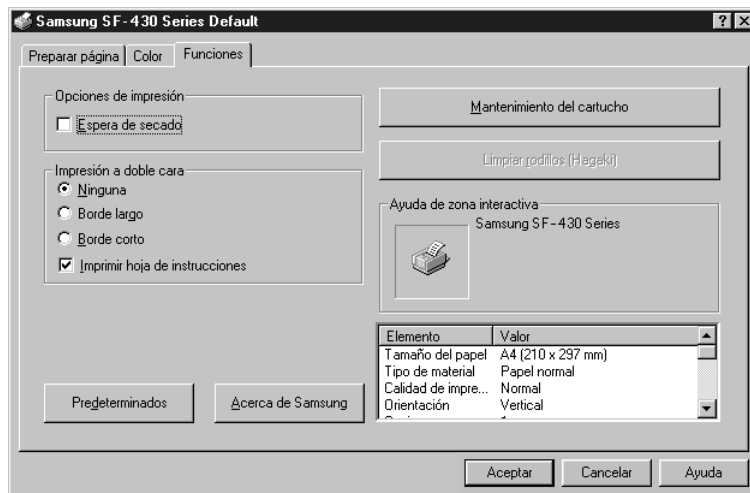 Samsung SF-430 Series Default
Preparar página
Color
Funciones
Opciones de impresión
Espera de secado
Impresión a doble cara
Ninguna
Borde largo
Borde corto
Imprimir hoja de instrucciones
Predeterminados
Acerca de Samsung
Mantenimiento del cartucho
Limpiar rodillos (Hagaki)
Ayuda de zona interactiva
Samsung SF-430 Series
Elemento Valor
Tamaño del papel A4 (210 x 297 mm)
Tipo de material Papel normal
Calidad de impre... Normal
Orientación Vertical
Aceptar
Cancelar
Ayuda